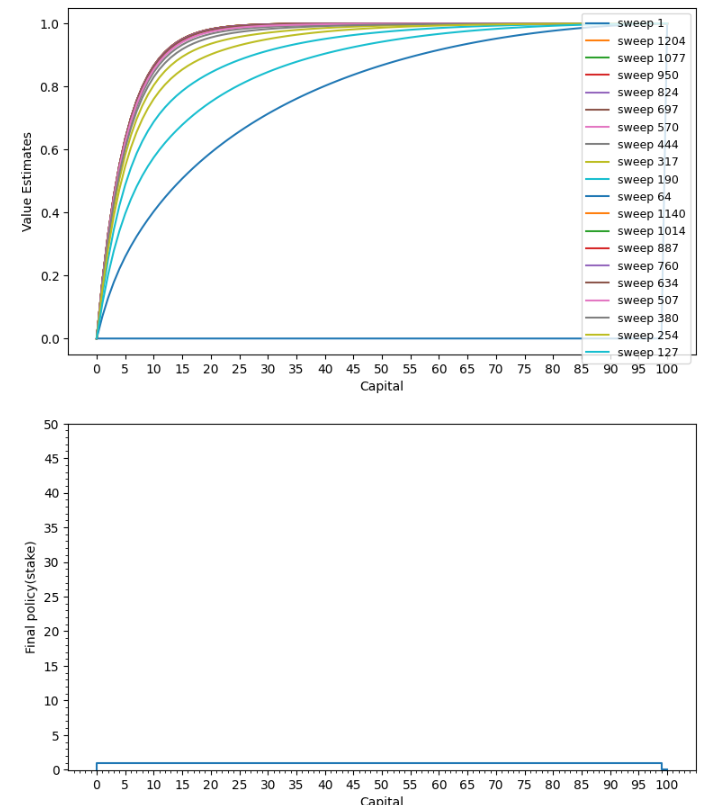 1.0
0.8
0.6
0.4
0.2
0.0
Value Estimates
sweep 1
sweep 1204
sweep 1077
sweep 950
sweep 824
sweep 697
sweep 570
sweep 444
sweep 317
sweep 190
sweep 64
sweep 1140
sweep 1014
sweep 887
sweep 760
sweep 634
sweep 507
sweep 380
sweep 254
sweep 127
0 5 10 15 20 25 30 35 40 45 50 55 60 65 70 75 80 85 90 95 100
Capital
50
45
40
35
30
25
20
15
10
5
0
Final policy(stake)
0 5 10 15 20 25 30 35 40 45 50 55 60 65 70 75 80 85 90 95 100
Capital